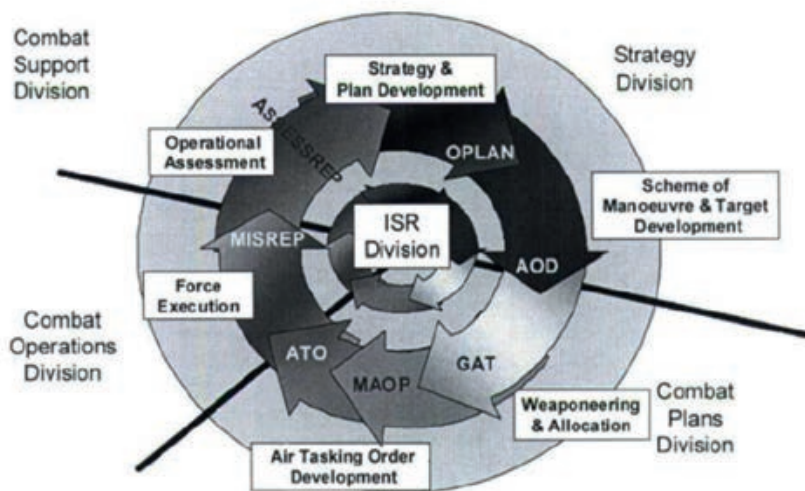 Combat
Support
Division
Strategy
Division
Strategy &
Plan Development
ASSESSREP
Operational
Assessment
OPLAN
Scheme of
Manoeuvre & Target
Development
ISR
Division
MISREP
AOD
Force
Execution
Combat
Operations
Division
ATO
MAOP
GAT
Weaponeering
& Allocation
Combat
Plans
Division
Air Tasking Order
Development